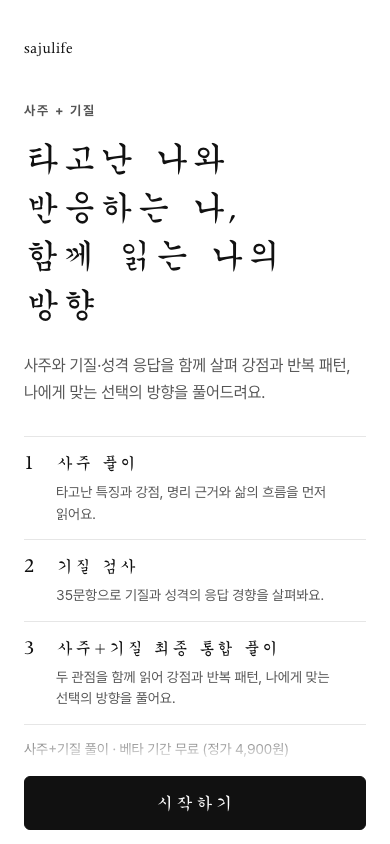 sajulife
사주 + 기질
타고난 나와
반응하는 나,
함께 읽는 나의
방향
사주와 기질·성격 응답을 함께 살펴 강점과 반복 패턴,
나에게 맞는 선택의 방향을 풀어드려요.
1 사주 풀이
타고난 특징과 강점, 명리 근거와 삶의 흐름을 먼저
읽어요.
2 기질 검사
35문항으로 기질과 성격의 응답 경향을 살펴봐요.
3 사주+기질 최종 통합 풀이
두 관점을 함께 읽어 강점과 반복 패턴, 나에게 맞는
선택의 방향을 풀어요.
사주+기질 풀이 · 베타 기간 무료 (정가 4,900원)
시작하기